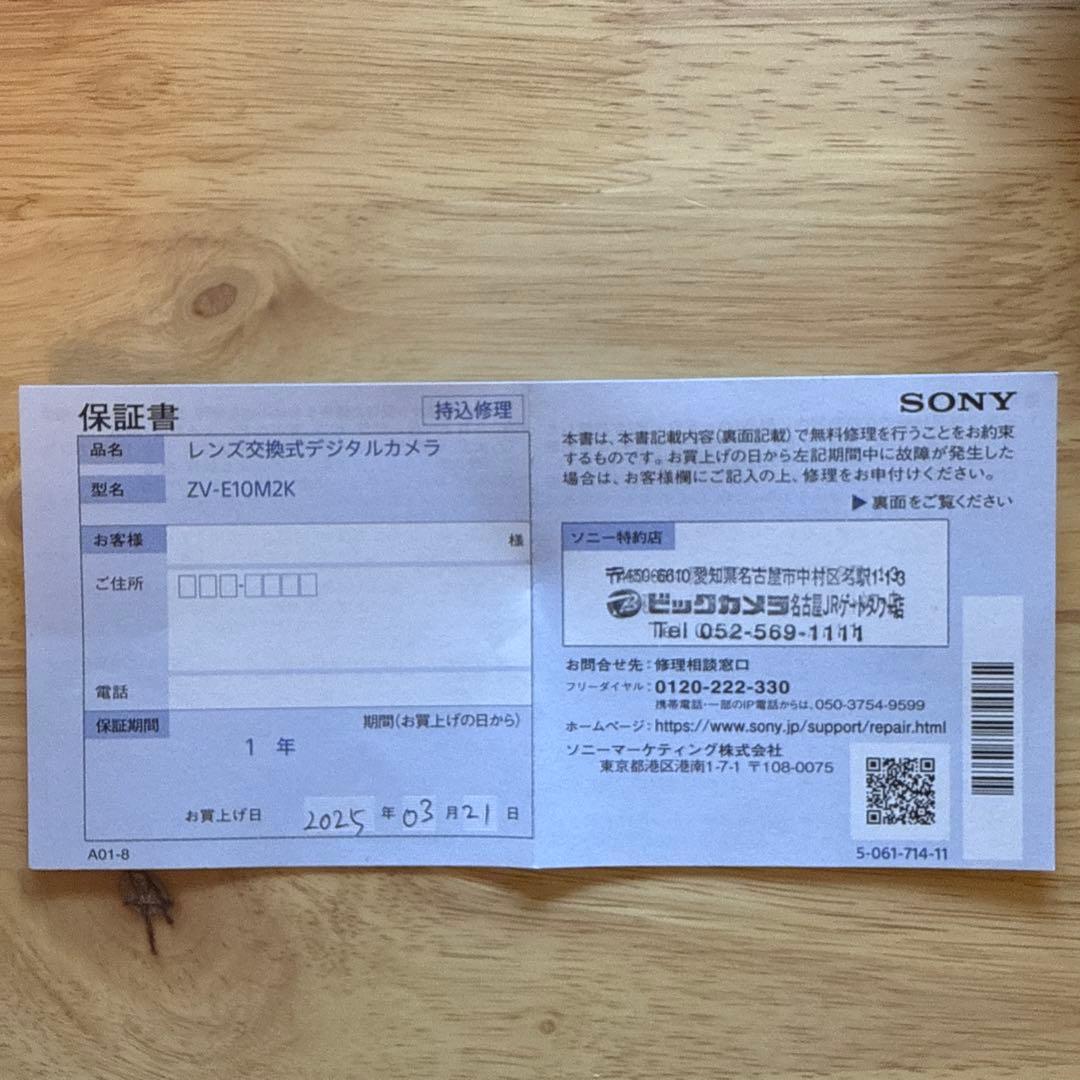 保証書
持込修理
品名 レンズ交換式デジタルカメラ
型名 ZV-E10M2K
お客様 様
ご住所
電話
保証期間 期間(お買上げの日から)
1 年
お買上げ日 2025 年 03 月 21 日
A01-8
SONY
本書は、本書記載内容(裏面記載)で無料修理を行うことをお約束
するものです。お買上げの日から左記期間中に故障が発生した
場合は、お客様欄にご記入の上、修理をお申付けください。
▶裏面をご覧ください
ソニー特約店
愛知県名古屋市中村区名駅1-1-3
ビックカメラ名古屋JRゲートタワー店
Tel 052-569-1111
お問合せ先:修理相談窓口
フリーダイヤル:0120-222-330
携帯電話・一部のIP電話からは、050-3754-9599
ホームページ:https://www.sony.jp/support/repair.html
ソニーマーケティング株式会社
東京都港区港南1-7-1 〒108-0075
5-061-714-11